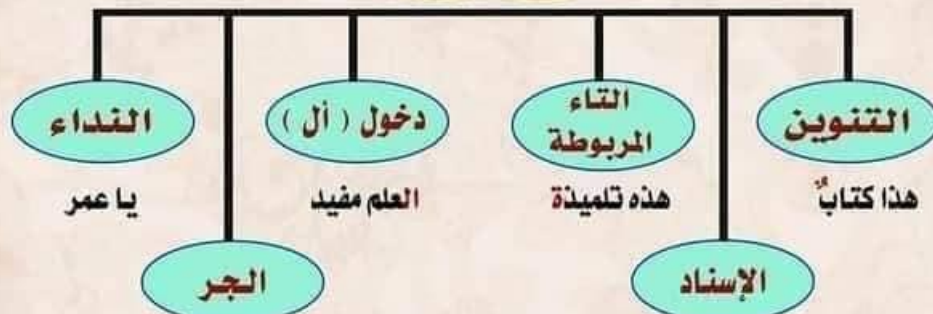 التنوين
التاء
المربوطة
دخول ( أل )
النداء
هذا كتابٌ
هذه تلميذة
العلم مفيد
يا عمر
الإسناد
الجر